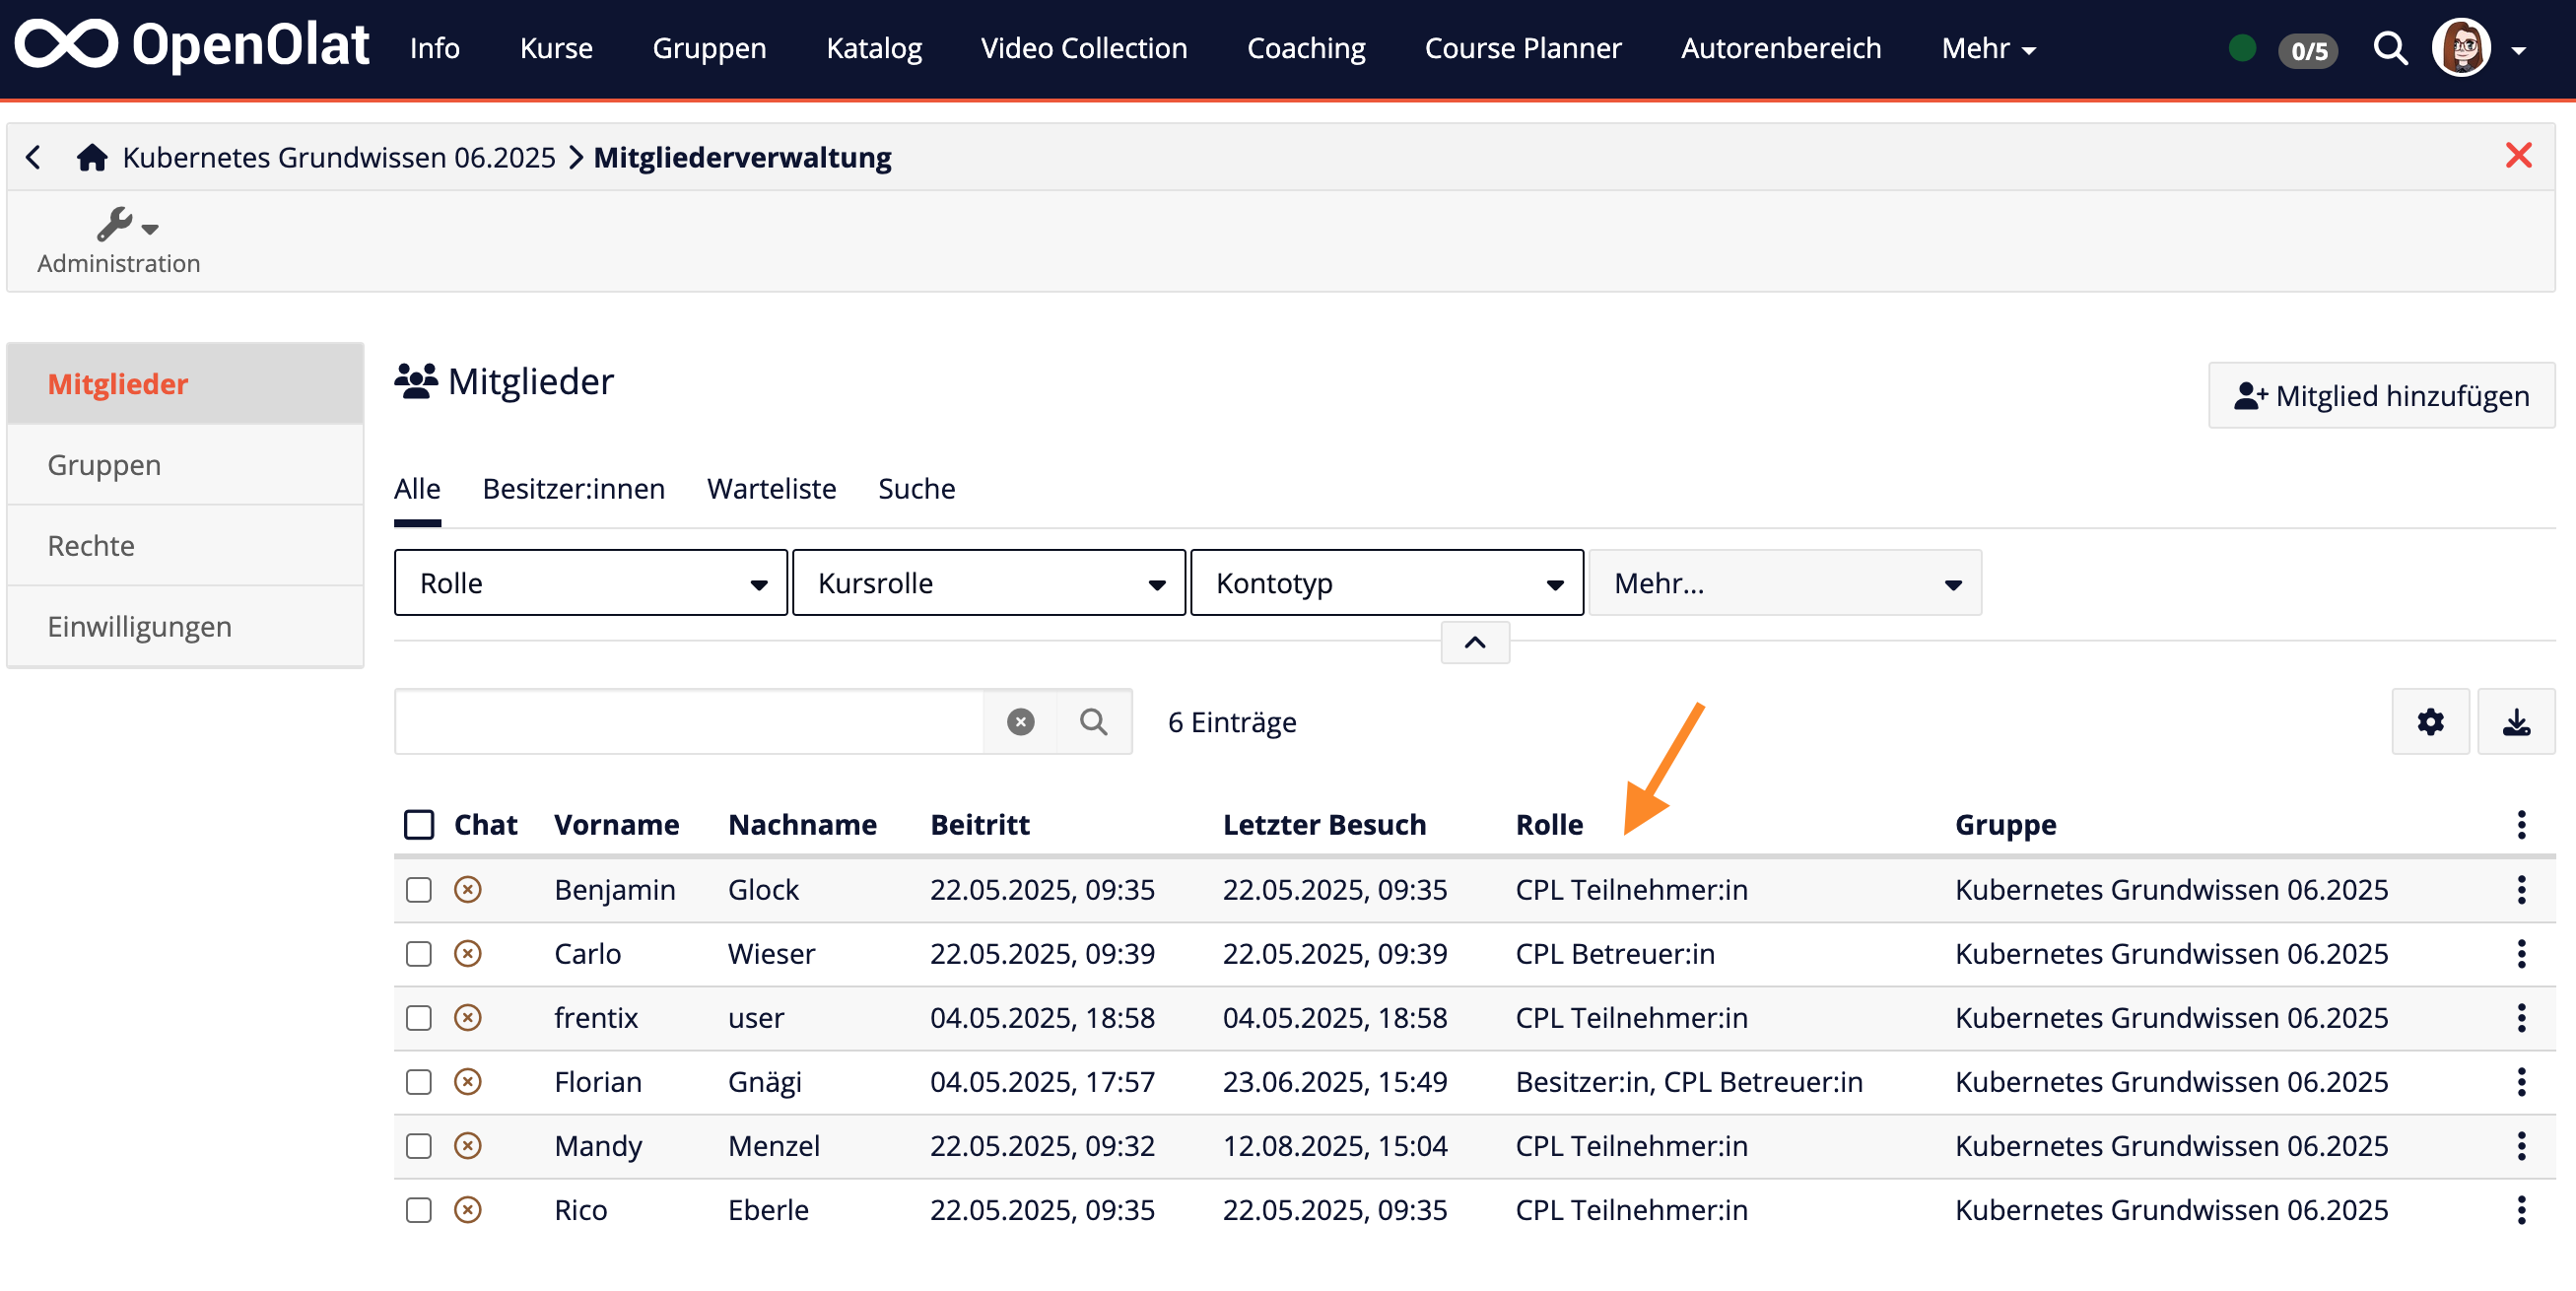 OpenOlat Info Kurse Gruppen Katalog Video Collection Coaching Course Planner Autorenbereich Mehr 0/5
Kubernetes Grundwissen 06.2025 Mitgliederverwaltung
Administration
Mitglieder
Gruppen
Rechte
Einwilligungen
Mitglieder
Mitglied hinzufügen
Alle Besitzer:innen Warteliste Suche
Rolle Kursrolle Kontotyp Mehr...
6 Einträge
Chat Vorname Nachname Beitritt Letzter Besuch Rolle Gruppe
Benjamin Glock 22.05.2025, 09:35 22.05.2025, 09:35 CPL Teilnehmer:in Kubernetes Grundwissen 06.2025
Carlo Wieser 22.05.2025, 09:39 22.05.2025, 09:39 CPL Betreuer:in Kubernetes Grundwissen 06.2025
frentix user 04.05.2025, 18:58 04.05.2025, 18:58 CPL Teilnehmer:in Kubernetes Grundwissen 06.2025
Florian Gnägi 04.05.2025, 17:57 23.06.2025, 15:49 Besitzer:in, CPL Betreuer:in Kubernetes Grundwissen 06.2025
Mandy Menzel 22.05.2025, 09:32 12.08.2025, 15:04 CPL Teilnehmer:in Kubernetes Grundwissen 06.2025
Rico Eberle 22.05.2025, 09:35 22.05.2025, 09:35 CPL Teilnehmer:in Kubernetes Grundwissen 06.2025